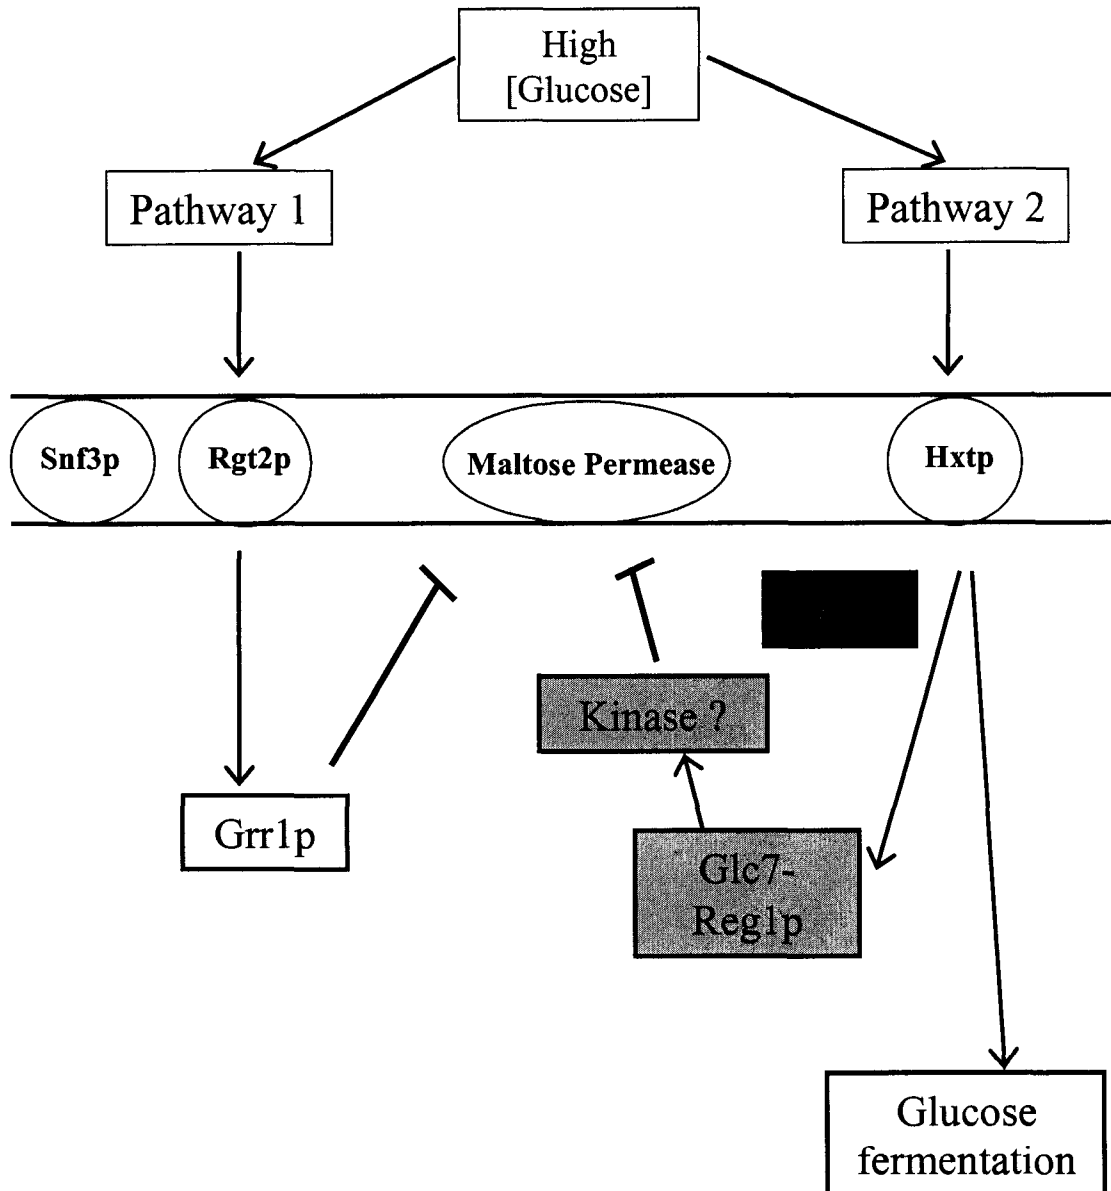 High
[Glucose]
Pathway 1
Pathway 2
Snf3p
Rgt2p
Maltose Permease
Hxtp
Kinase ?
Grr1p
Glc7-
Reg1p
Glucose
fermentation